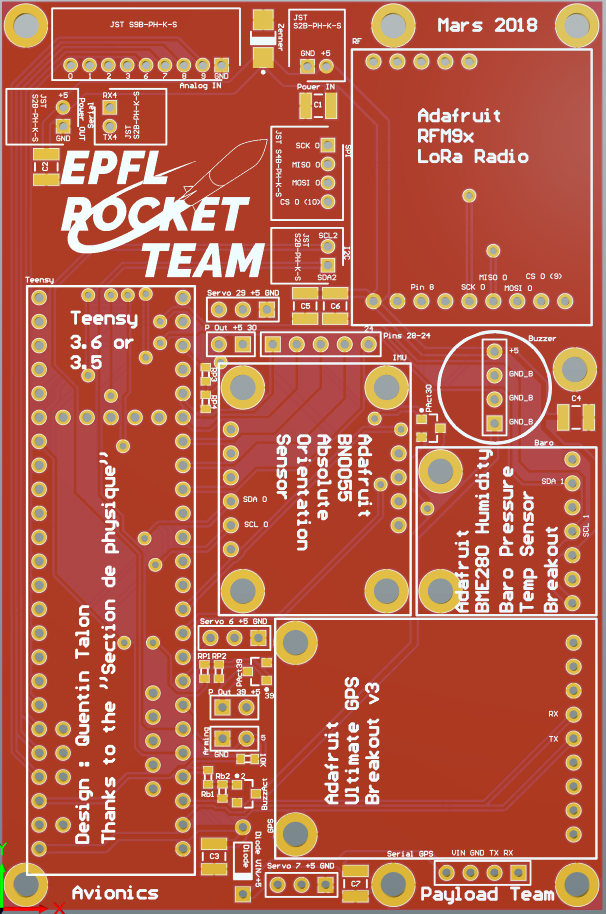 JST S9B-PH-K-S
0 1 2 3 4 5 6 7 8 9 GND
Analog IN
Zenner
JST
S2B-PH-K-S
GND +5
Power IN
C1
Mars 2018
RF
Adafruit
RFM9x
LoRa Radio
MISO 0
CS 0 (9)
Pin 8
SCK 0
MOSI 0
JST
S2B-PH-K-S
+5
GND
Power OUT
Serial
RX4
TX4
JST
S2B-PH-K-S
C2
EPFL
ROCKET
TEAM
JST S4B-PH-K-S
SCK 0
MISO 0
MOSI 0
CS 0 (10)
SPI
JST
S2B-PH-K-S
SCL2
SDA2
I2C
Teensy
Teensy
3.6 or
3.5
Design : Quentin Talon
Thanks to the "Section de physique"
Servo 29 +5 GND
C5
C6
P Out +5 30
24
Pins 28-24
IMU
RP3
RP4
Adafruit
BNO055
Absolute
Orientation
Sensor
SDA 0
SCL 0
PAct30
Buzzer
+5
GND_B
GND_B
GND_B
C4
Baro
SDA 1
SCL 1
Adafruit
BME280 Humidity
Baro Pressure
Temp Sensor
Breakout
Servo 6 +5 GND
RP1 RP2
PAct39
P Out 39 +5
39
Arming
GND
5
10K
Rb2
2
Rb1
BuzzAct
GPS
Adafruit
Ultimate GPS
Breakout v3
RX
TX
C3
Diode
Diode VIN/+5
Servo 7 +5 GND
C7
Serial GPS
VIN GND TX RX
Avionics
Payload Team
Y
X